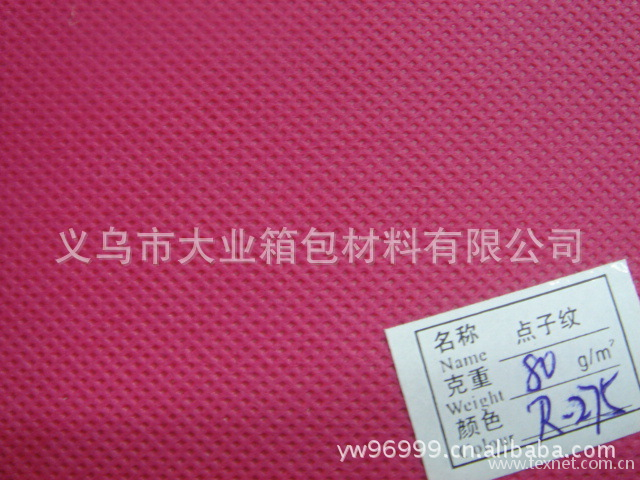 义乌市大业箱包材料有限公司
名称 点子纹
Name
克重 80 g/m²
Weight
颜色 R-275
yw96999.cn.alibaba.com
www.texnet.com.cn